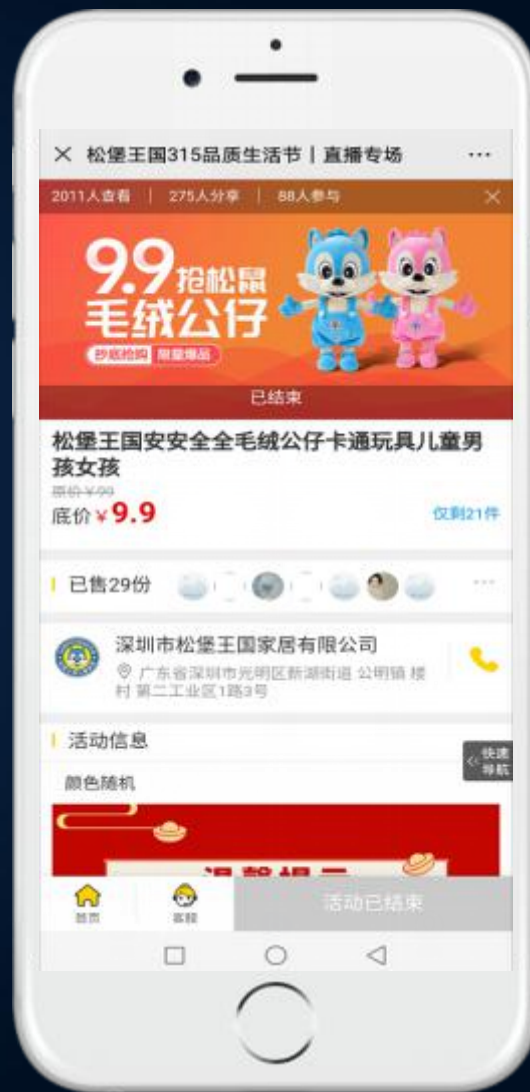 松堡王国315品质生活节 | 直播专场
2011人查看 | 275人分享 | 88人参与
9.9抢松鼠
毛绒公仔
抄底抢购 限量爆品
已结束
松堡王国安安全全毛绒公仔卡通玩具儿童男
孩女孩
原价￥99
底价￥9.9
仅剩21件
已售29份
深圳市松堡王国家居有限公司
广东省深圳市光明区新湖街道 公明镇 楼
村 第二工业区1路3号
活动信息
快速
导航
颜色随机
温馨提示
首页
客服
活动已结束